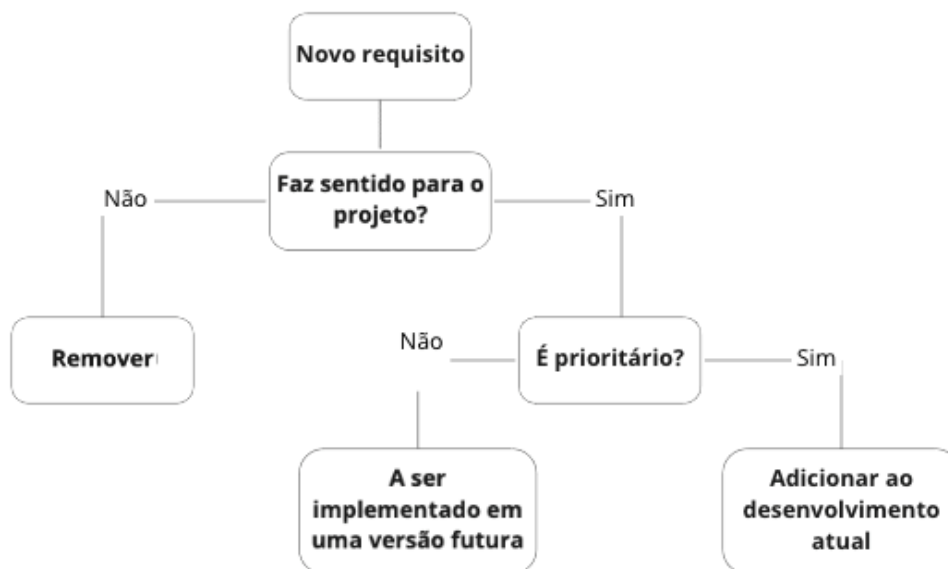 Novo requisito
Faz sentido para o
projeto?
Não
Sim
Remover
Não
É prioritário?
Sim
A ser
implementado em
uma versão futura
Adicionar ao
desenvolvimento
atual